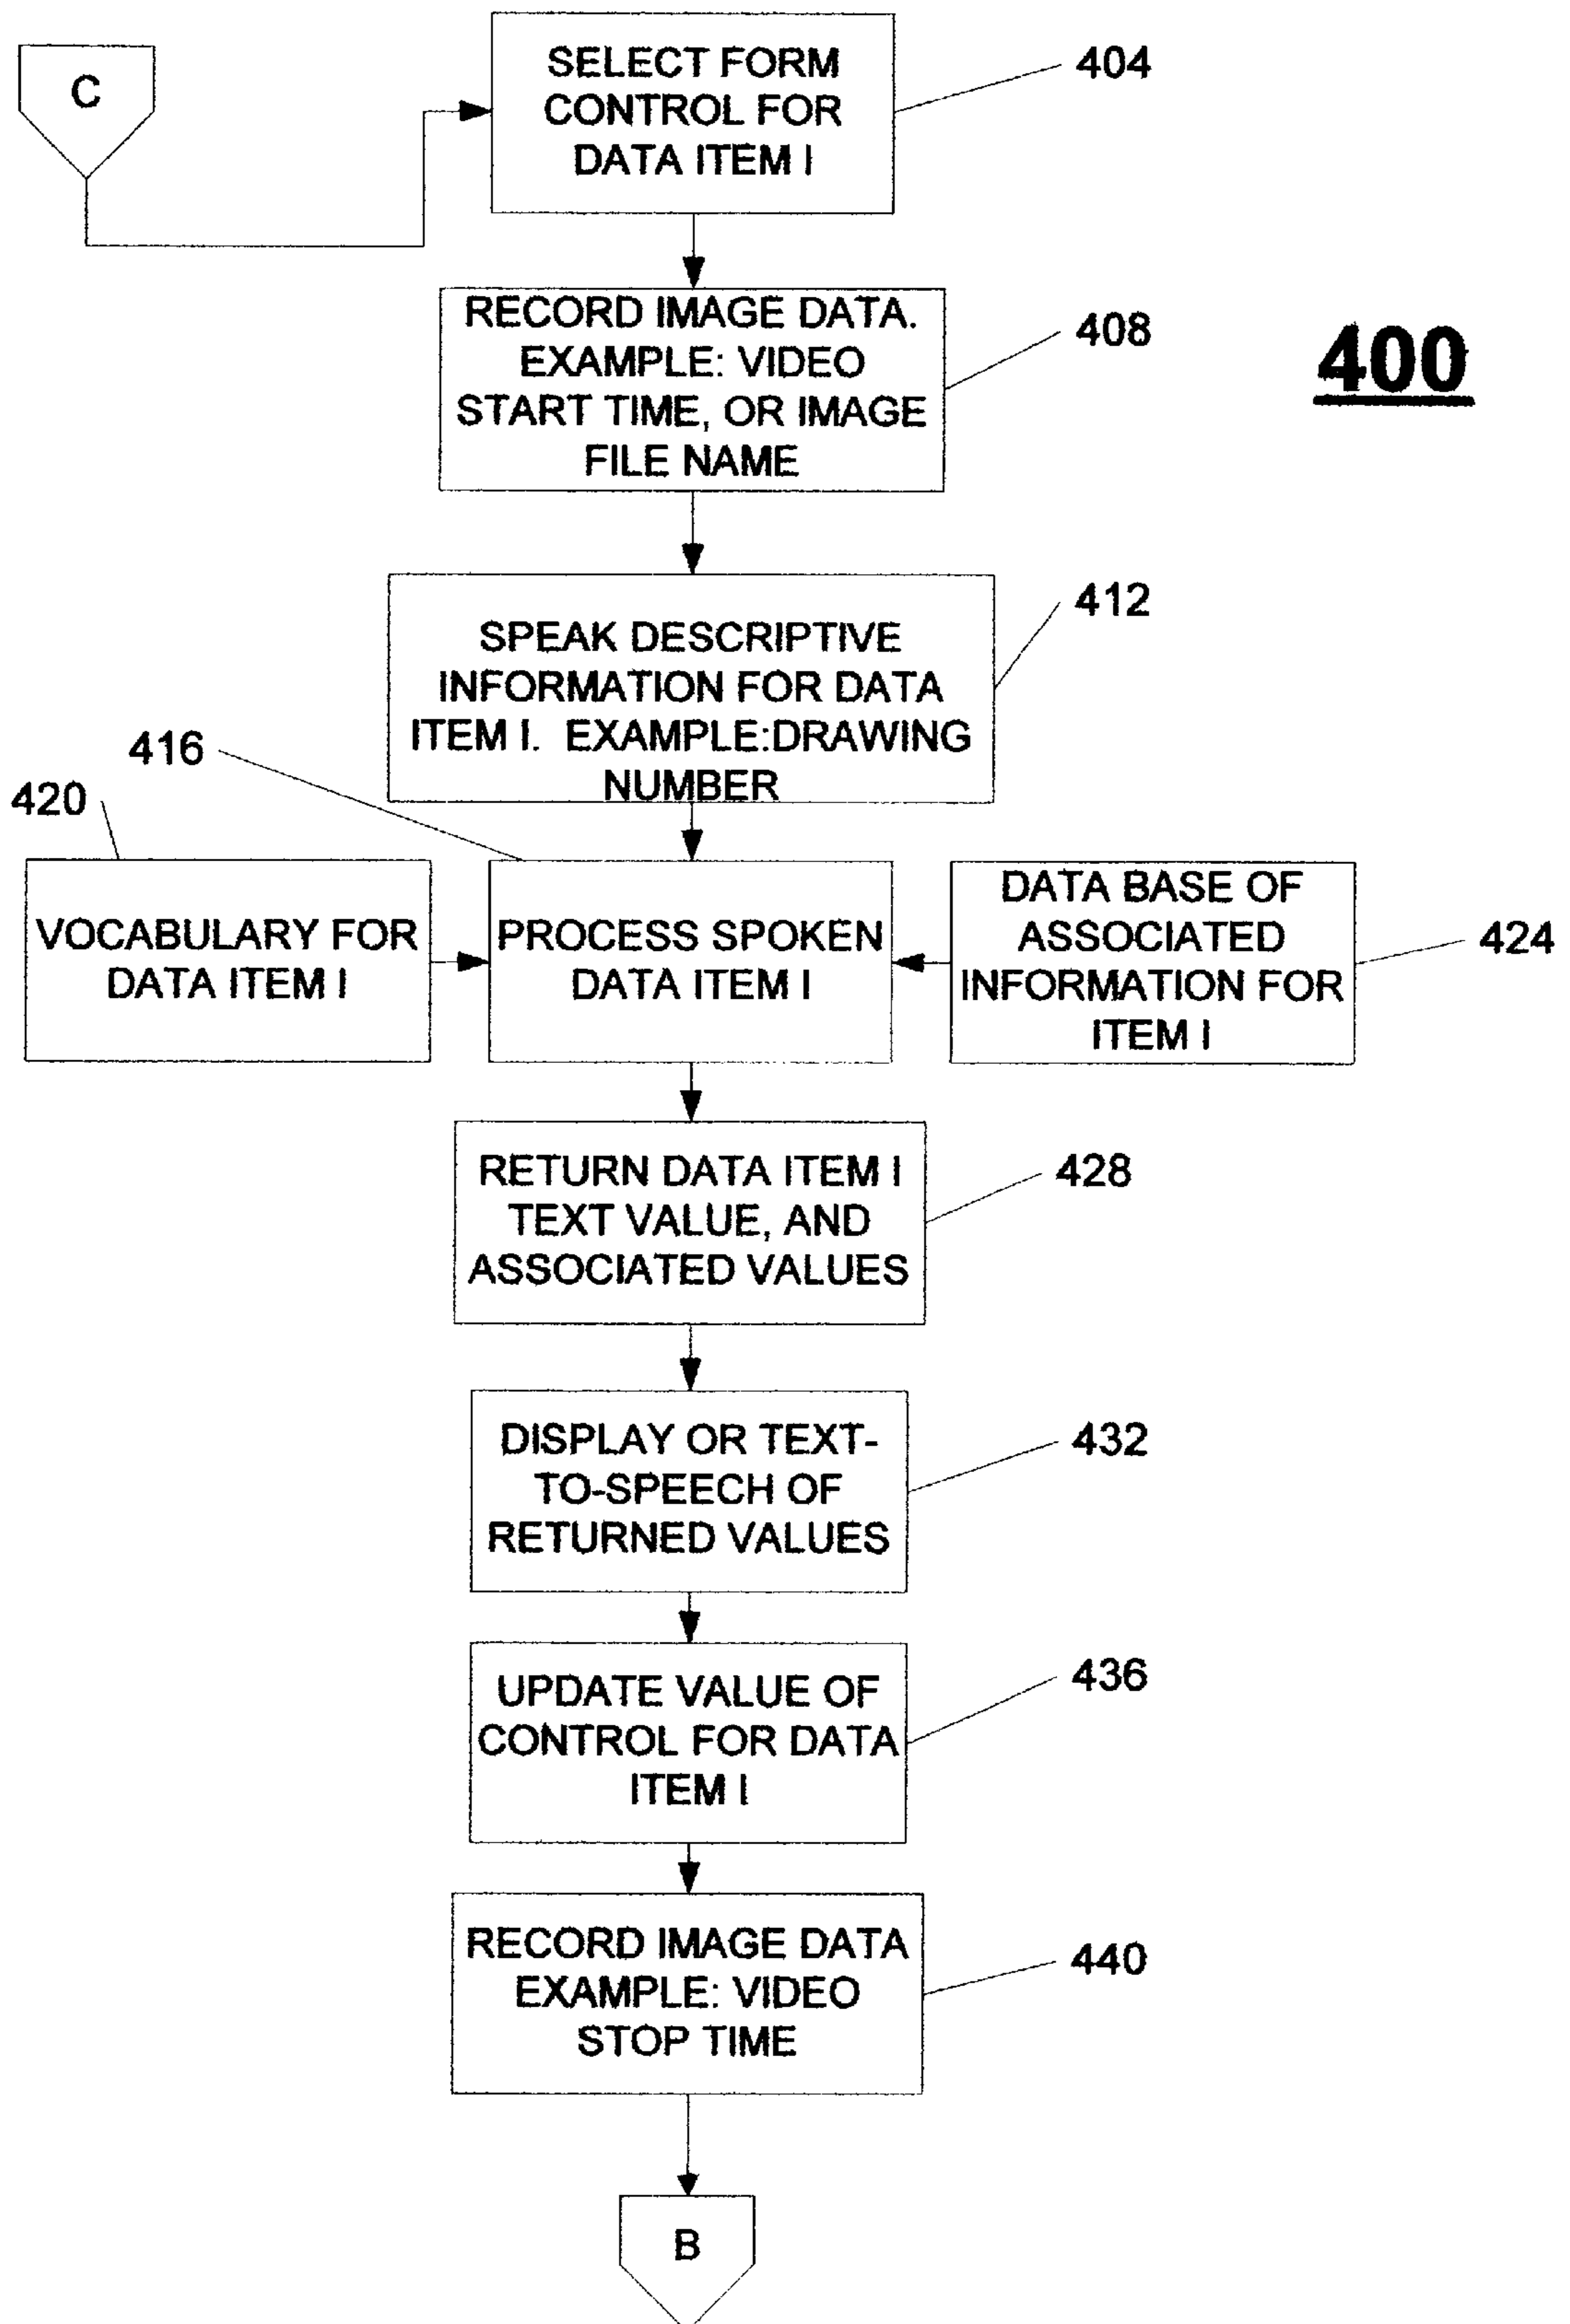 C
SELECT FORM
CONTROL FOR
DATA ITEM I
404
RECORD IMAGE DATA.
EXAMPLE: VIDEO
START TIME, OR IMAGE
FILE NAME
408
400
SPEAK DESCRIPTIVE
INFORMATION FOR DATA
ITEM I. EXAMPLE:DRAWING
NUMBER
412
416
420
VOCABULARY FOR
DATA ITEM I
PROCESS SPOKEN
DATA ITEM I
DATA BASE OF
ASSOCIATED
INFORMATION FOR
ITEM I
424
RETURN DATA ITEM I
TEXT VALUE, AND
ASSOCIATED VALUES
428
DISPLAY OR TEXT-
TO-SPEECH OF
RETURNED VALUES
432
UPDATE VALUE OF
CONTROL FOR DATA
ITEM I
436
RECORD IMAGE DATA
EXAMPLE: VIDEO
STOP TIME
440
B